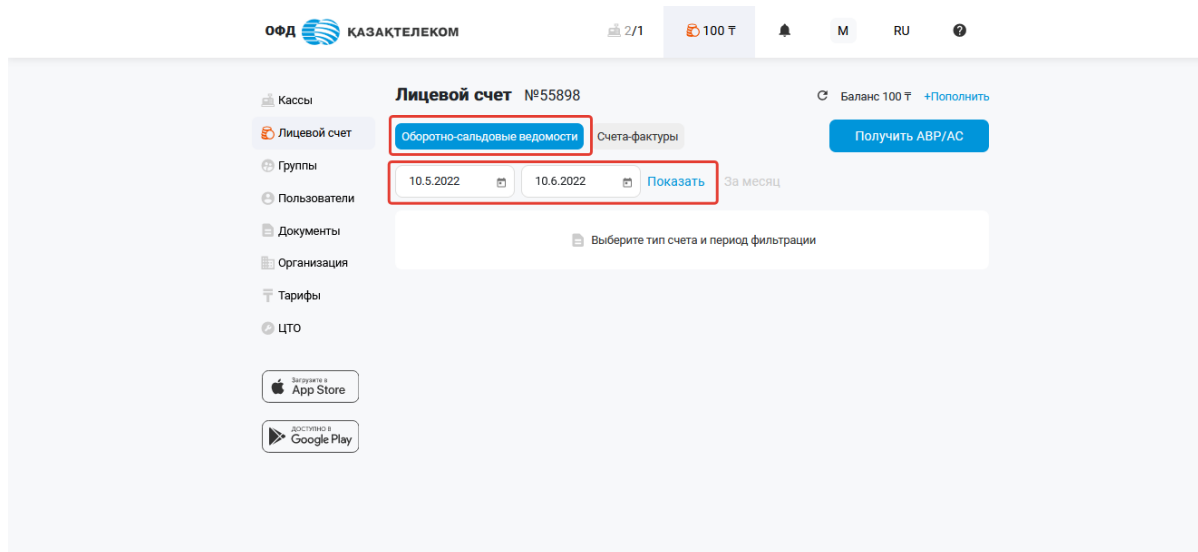 ОФД ҚАЗАҚТЕЛЕКОМ 2/1 100 ₸ M RU
Кассы
Лицевой счет
Группы
Пользователи
Документы
Организация
Тарифы
ЦТО
Загрузите в
App Store
ДОСТУПНО В
Google Play
Лицевой счет №55898
Баланс 100 ₸ +Пополнить
Оборотно-сальдовые ведомости Счета-фактуры
Получить АВР/АС
10.5.2022 10.6.2022 Показать За месяц
Выберите тип счета и период фильтрации